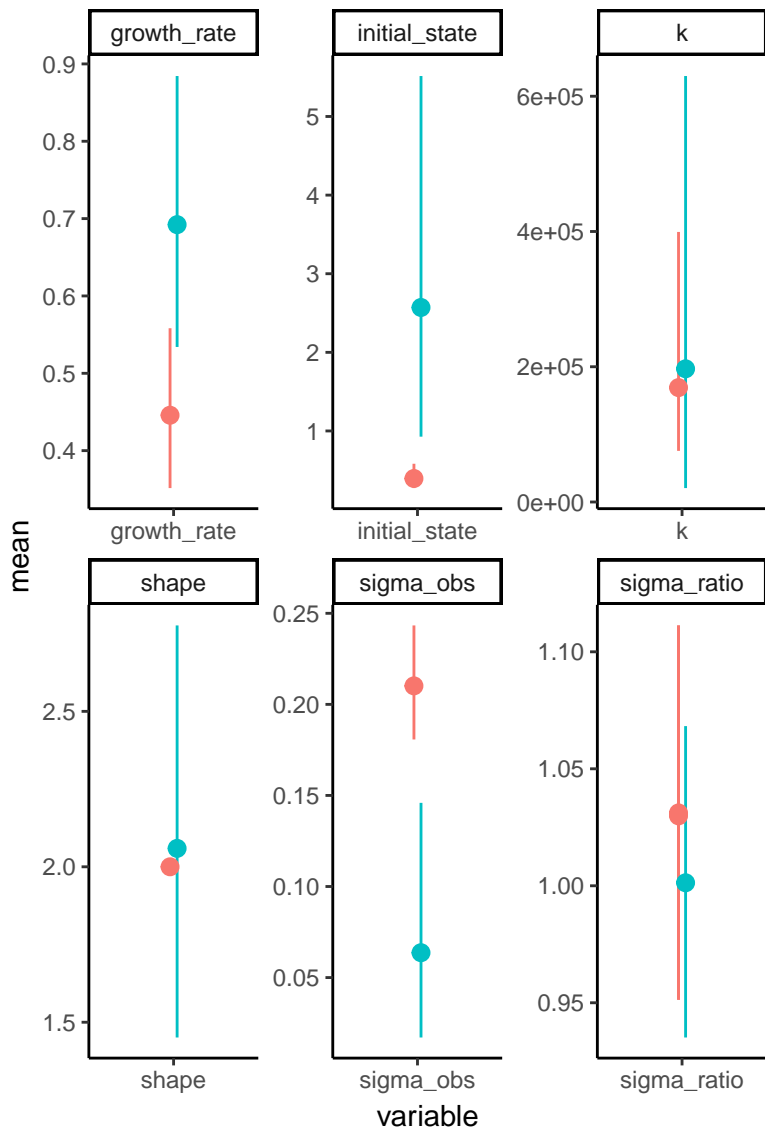 growth_rate
initial_state
k
0.9
0.8
0.7
0.6
0.5
0.4
5
4
3
2
1
6e+05
4e+05
2e+05
0e+00
growth_rate
initial_state
k
mean
shape
sigma_obs
sigma_ratio
2.5
2.0
1.5
0.25
0.20
0.15
0.10
0.05
1.10
1.05
1.00
0.95
shape
sigma_obs
sigma_ratio
variable